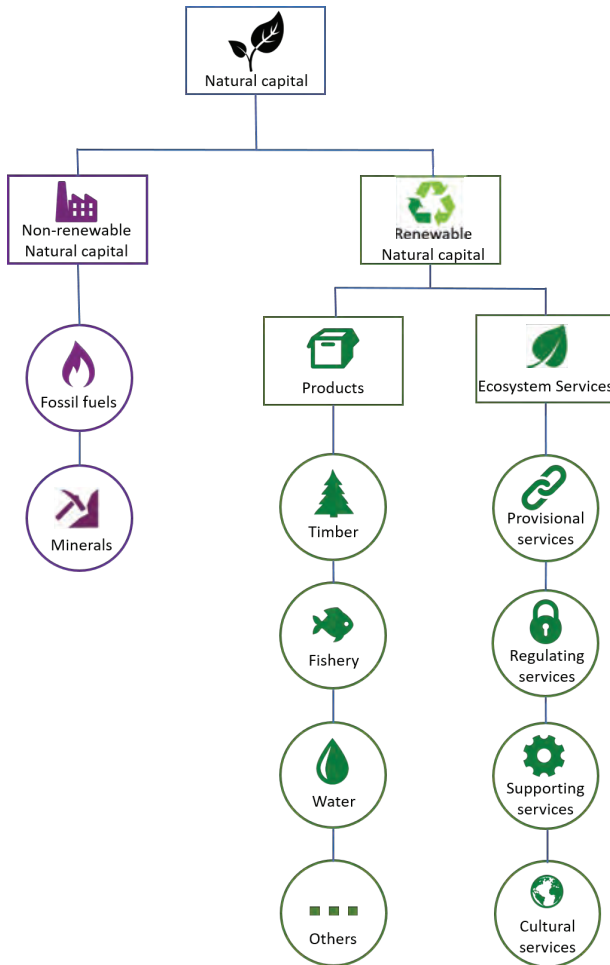 Natural capital
Non-renewable
Natural capital
Renewable
Natural capital
Fossil fuels
Minerals
Products
Timber
Fishery
Water
Others
Ecosystem Services
Provisional
services
Regulating
services
Supporting
services
Cultural
services